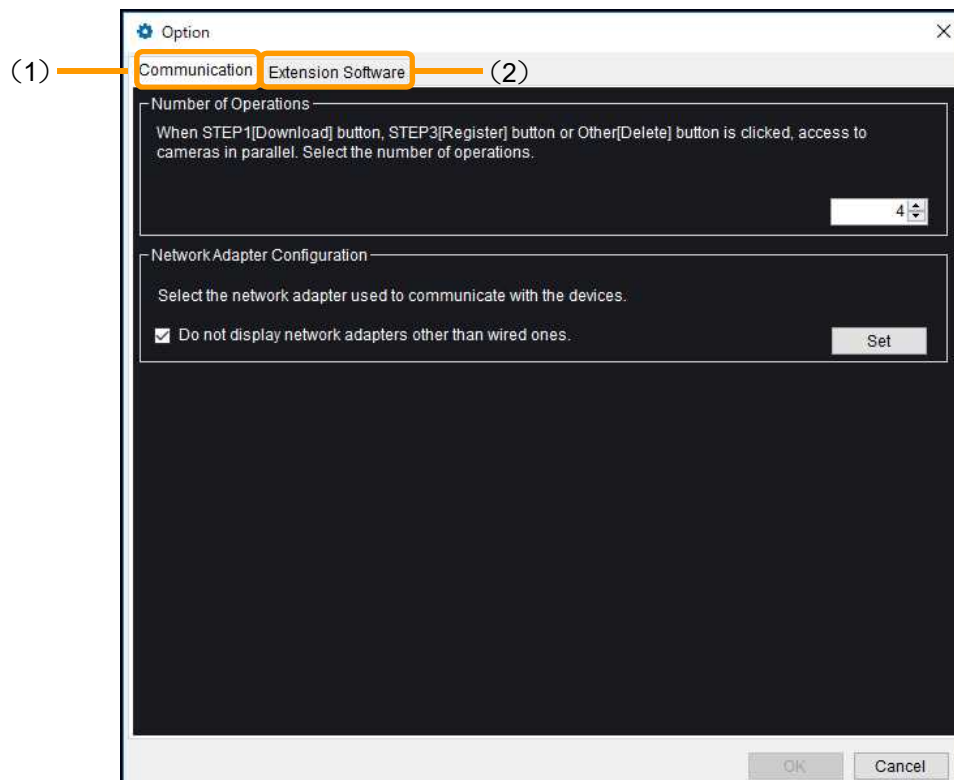 Option
(1)
Communication
Extension Software
(2)
Number of Operations
When STEP1[Download] button, STEP3[Register] button or Other[Delete] button is clicked, access to
cameras in parallel. Select the number of operations.
4
Network Adapter Configuration
Select the network adapter used to communicate with the devices.
Do not display network adapters other than wired ones.
Set
OK
Cancel